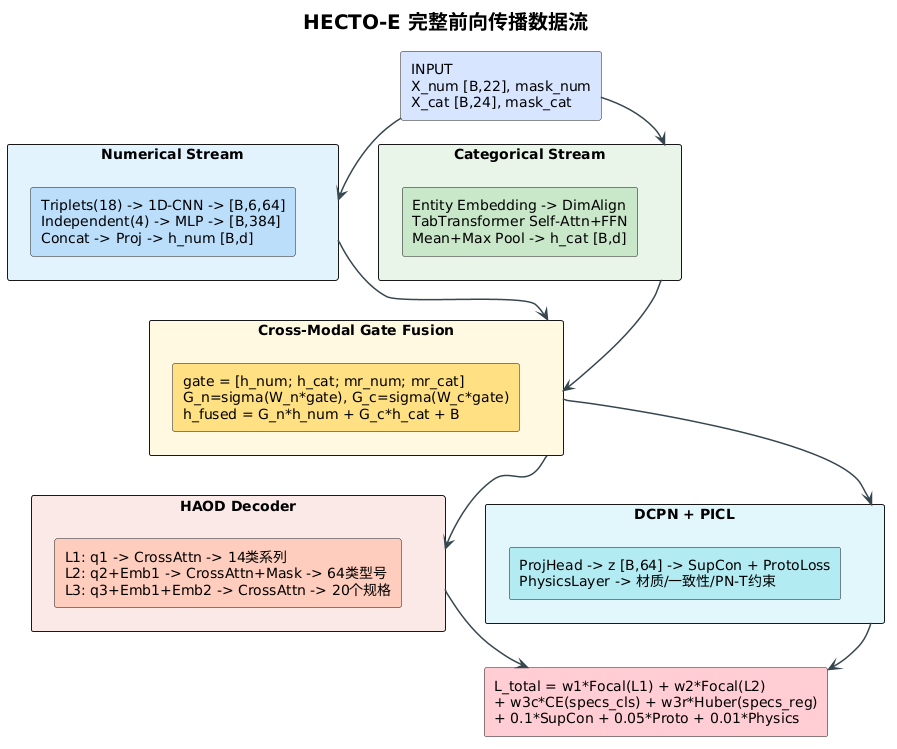 HECTO-E 完整前向传播数据流
INPUT
X_num [B,22], mask_num
X_cat [B,24], mask_cat
Numerical Stream
Triplets(18) -> 1D-CNN -> [B,6,64]
Independent(4) -> MLP -> [B,384]
Concat -> Proj -> h_num [B,d]
Categorical Stream
Entity Embedding -> DimAlign
TabTransformer Self-Attn+FFN
Mean+Max Pool -> h_cat [B,d]
Cross-Modal Gate Fusion
gate = [h_num; h_cat; mr_num; mr_cat]
G_n=sigma(W_n*gate), G_c=sigma(W_c*gate)
h_fused = G_n*h_num + G_c*h_cat + B
HAOD Decoder
L1: q1 -> CrossAttn -> 14类系列
L2: q2+Emb1 -> CrossAttn+Mask -> 64类型号
L3: q3+Emb1+Emb2 -> CrossAttn -> 20个规格
DCPN + PICL
ProjHead -> z [B,64] -> SupCon + ProtoLoss
PhysicsLayer -> 材质/一致性/PN-T约束
L_total = w1*Focal(L1) + w2*Focal(L2)
+ w3c*CE(specs_cls) + w3r*Huber(specs_reg)
+ 0.1*SupCon + 0.05*Proto + 0.01*Physics